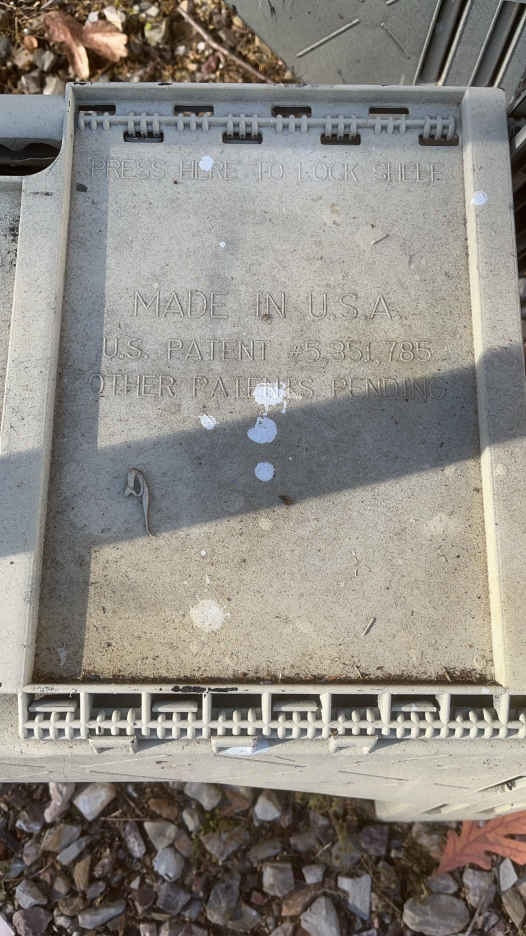 PRESS HERE TO LOCK SHELF
MADE IN U.S.A.
U.S. PATENT #5,351,785
OTHER PATENTS PENDING